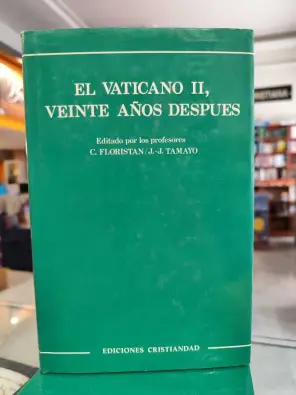 EL VATICANO II,
VEINTE AÑOS DESPUES
Editado por los profesores
C. FLORISTAN/J.-J. TAMAYO
EDICIONES CRISTIANDAD